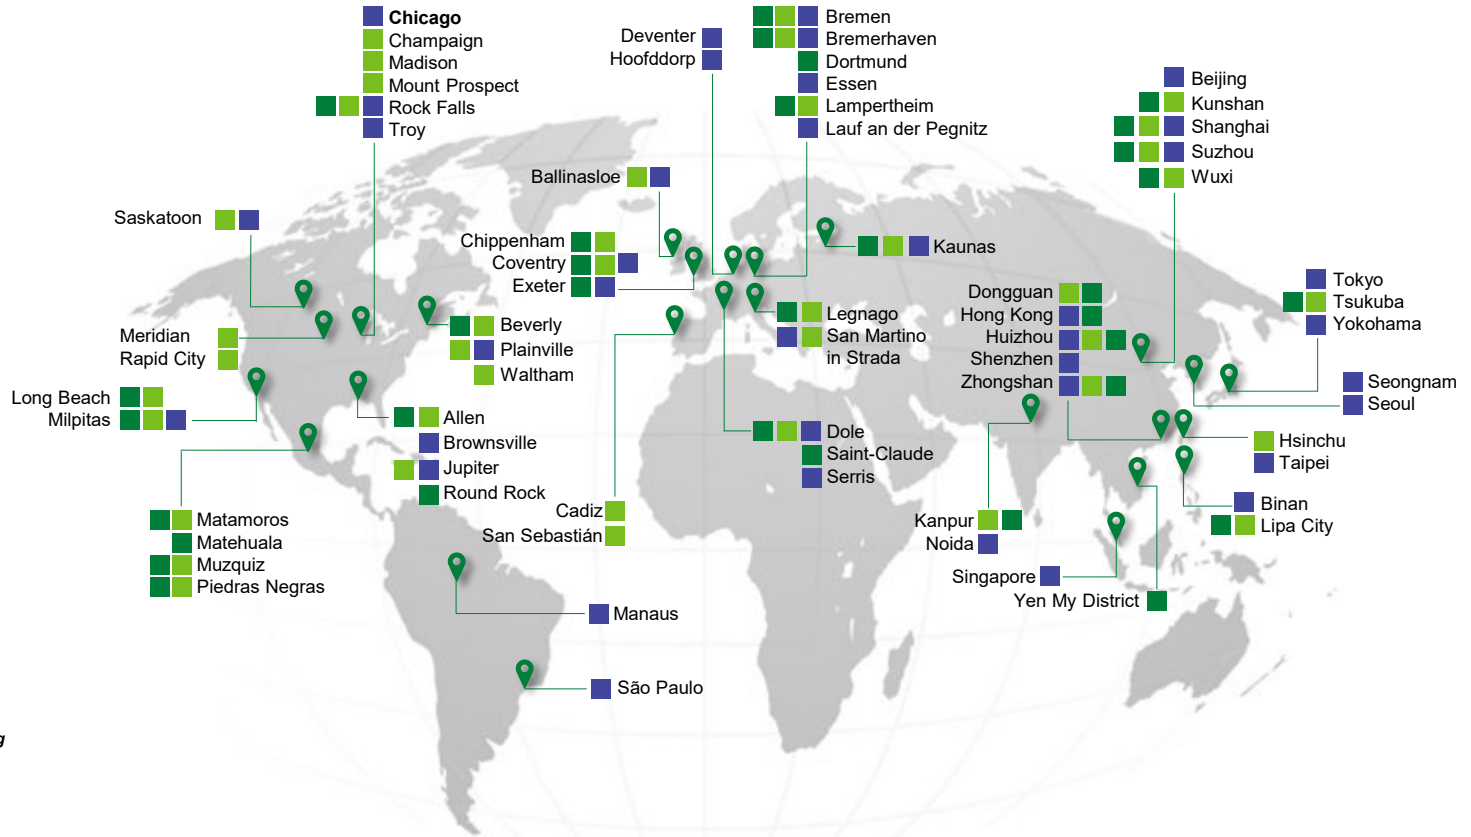 Chicago
Champaign
Madison
Mount Prospect
Rock Falls
Troy
Deventer
Hoofddorp
Bremen
Bremerhaven
Dortmund
Essen
Lampertheim
Lauf an der Pegnitz
Beijing
Kunshan
Shanghai
Suzhou
Wuxi
Ballinasloe
Saskatoon
Chippenham
Coventry
Exeter
Kaunas
Tokyo
Tsukuba
Yokohama
Dongguan
Hong Kong
Huizhou
Shenzhen
Zhongshan
Legnago
San Martino
in Strada
Beverly
Plainville
Waltham
Meridian
Rapid City
Long Beach
Milpitas
Seongnam
Seoul
Allen
Brownsville
Jupiter
Round Rock
Dole
Saint-Claude
Serris
Hsinchu
Taipei
Binan
Lipa City
Cadiz
San Sebastián
Matamoros
Matehuala
Muzquiz
Piedras Negras
Kanpur
Noida
Singapore
Yen My District
Manaus
São Paulo